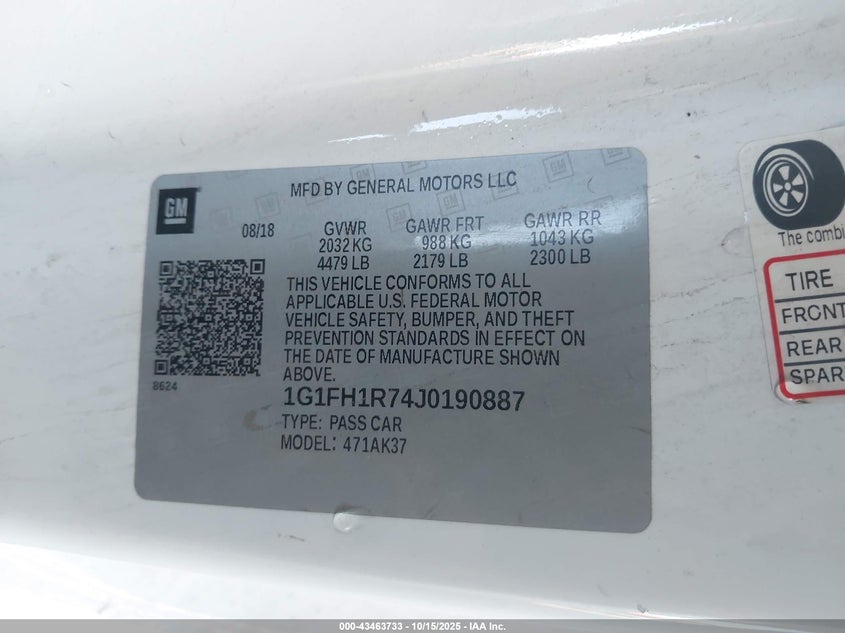 MFD BY GENERAL MOTORS LLC
GM
08/18 GVWR GAWR FRT GAWR RR
2032 KG 988 KG 1043 KG
4479 LB 2179 LB 2300 LB
THIS VEHICLE CONFORMS TO ALL
APPLICABLE U.S. FEDERAL MOTOR
VEHICLE SAFETY, BUMPER, AND THEFT
PREVENTION STANDARDS IN EFFECT ON
THE DATE OF MANUFACTURE SHOWN
ABOVE.
8624
1G1FH1R74J0190887
TYPE: PASS CAR
MODEL: 471AK37
The combi
TIRE
FRONT
REAR
SPAR
000-43463733 - 10/15/2025 - IAA Inc.